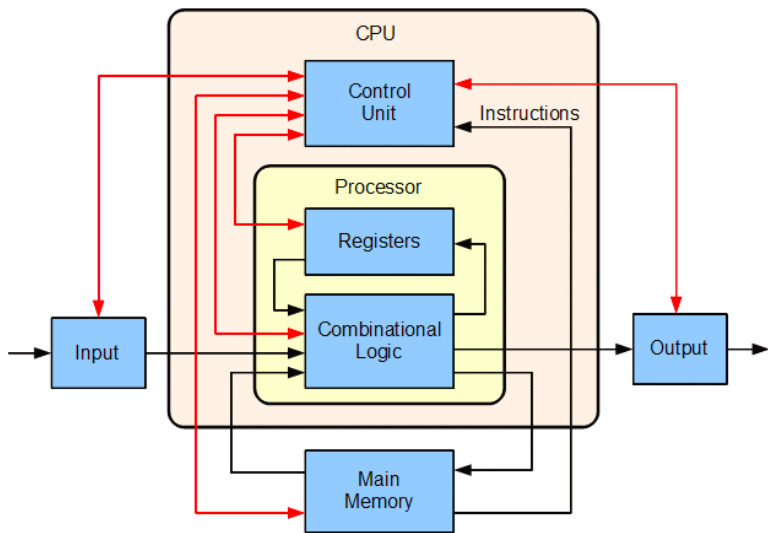 CPU
Control
Unit
Instructions
Processor
Registers
Combinational
Logic
Input
Output
Main
Memory